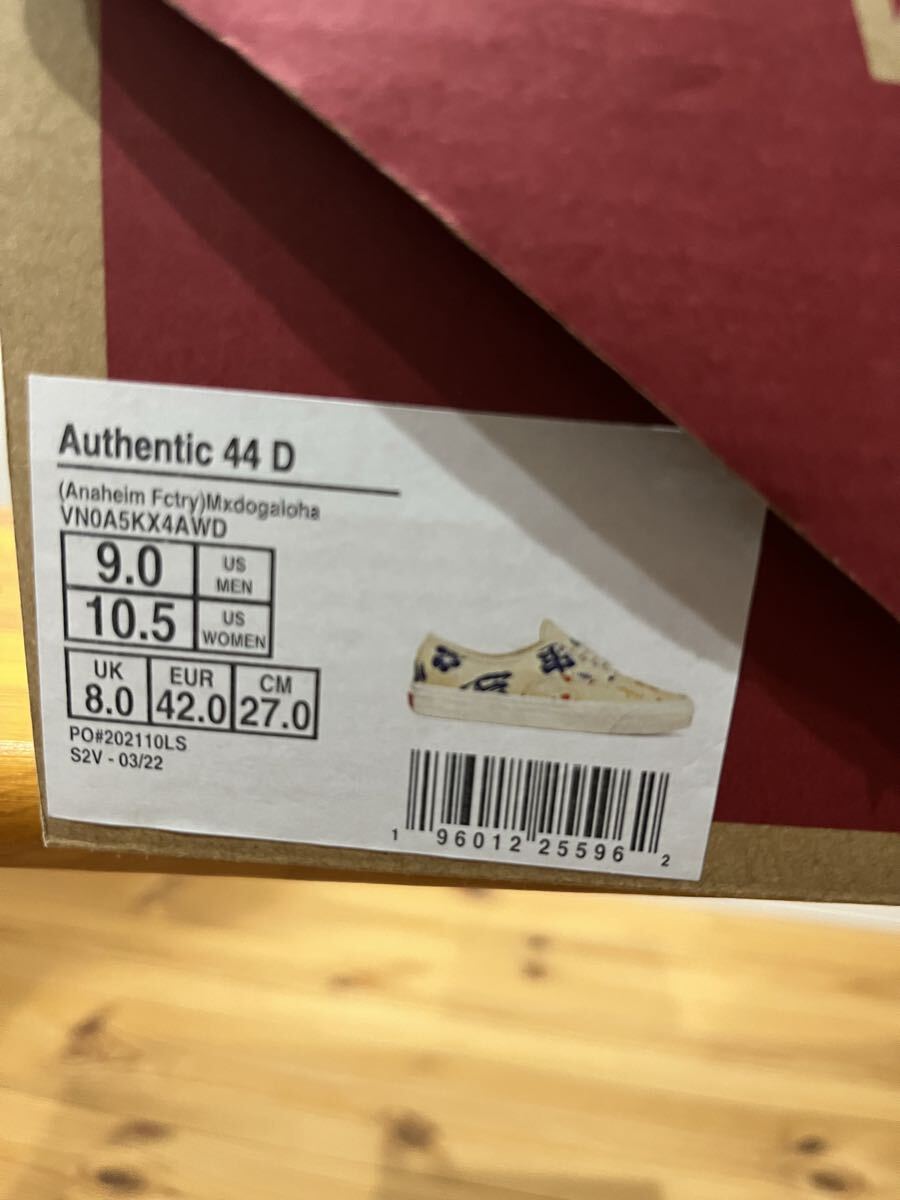 Authentic 44 D
(Anaheim Fctry)Mxdogaloha
VN0A5KX4AWD
9.0 US MEN
10.5 US WOMEN
UK EUR CM
8.0 42.0 27.0
PO#202110LS
S2V - 03/22
1 96012 25596 2